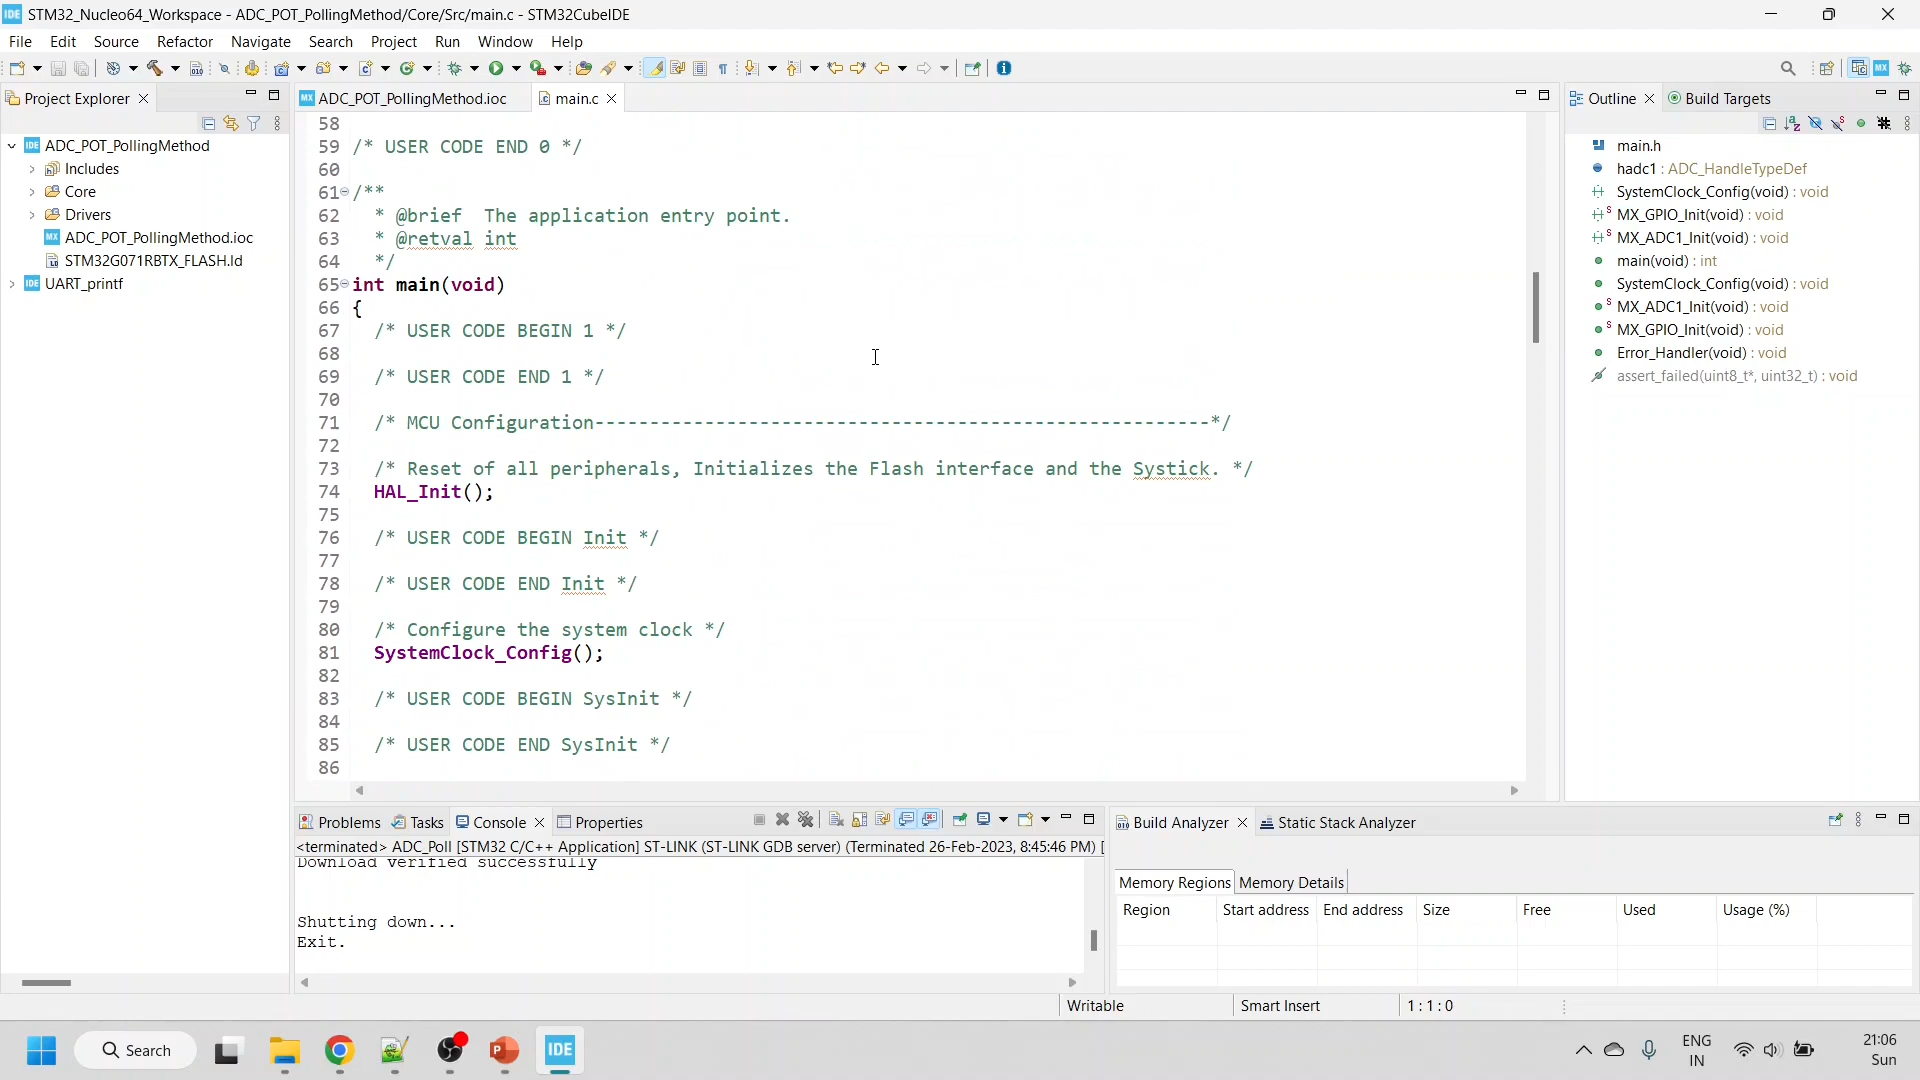 STM32_Nucleo64_Workspace - ADC_POT_PollingMethod/Core/Src/main.c - STM32CubeIDE
File Edit Source Refactor Navigate Search Project Run Window Help
Project Explorer
ADC_POT_PollingMethod
Includes
Core
Drivers
ADC_POT_PollingMethod.ioc
STM32G071RBTX_FLASH.ld
UART_printf
ADC_POT_PollingMethod.ioc main.c
58
59 /* USER CODE END 0 */
60
61 /**
62 * @brief The application entry point.
63 * @retval int
64 */
65 int main(void)
66 {
67 /* USER CODE BEGIN 1 */
68
69 /* USER CODE END 1 */
70
71 /* MCU Configuration--------------------------------------------------------*/
72
73 /* Reset of all peripherals, Initializes the Flash interface and the Systick. */
74 HAL_Init();
75
76 /* USER CODE BEGIN Init */
77
78 /* USER CODE END Init */
79
80 /* Configure the system clock */
81 SystemClock_Config();
82
83 /* USER CODE BEGIN SysInit */
84
85 /* USER CODE END SysInit */
86
Outline Build Targets
main.h
hadc1 : ADC_HandleTypeDef
SystemClock_Config(void) : void
MX_GPIO_Init(void) : void
MX_ADC1_Init(void) : void
main(void) : int
SystemClock_Config(void) : void
MX_ADC1_Init(void) : void
MX_GPIO_Init(void) : void
Error_Handler(void) : void
assert_failed(uint8_t*, uint32_t) : void
Problems Tasks Console Properties
<terminated> ADC_Poll [STM32 C/C++ Application] ST-LINK (ST-LINK GDB server) (Terminated 26-Feb-2023, 8:45:46 PM) [
Download verified successfully
Shutting down...
Exit.
Build Analyzer Static Stack Analyzer
Memory Regions Memory Details
Region Start address End address Size Free Used Usage (%)
Writable Smart Insert 1 : 1 : 0
Search
ENG
IN
21:06
Sun